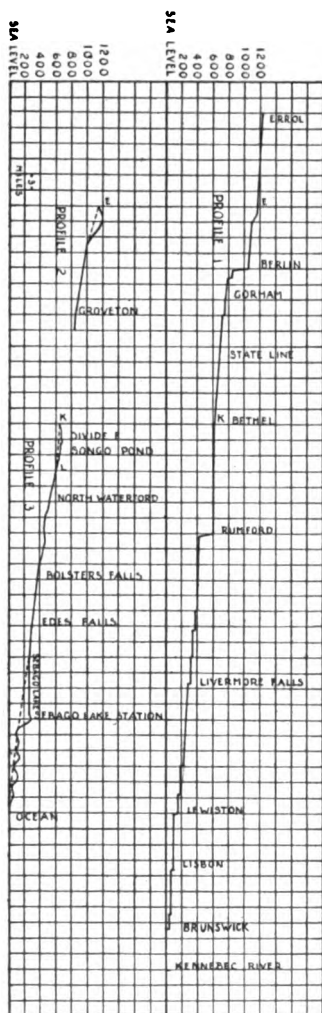 SEA
LEVEL
200
400
600
800
1000
1200
ERROL
E
PROFILE 1
BERLIN
GORHAM
STATE LINE
K
BETHEL
RUMFORD
LIVERMORE FALLS
LEWISTON
LISBON
BRUNSWICK
KENNEBEC RIVER
SEA
LEVEL
200
400
600
800
1000
1200
"3"
MILES
E
PROFILE 2
GROVETON
K
DIVIDE F
SONGO POND
L
PROFILE 3
NORTH WATERFORD
BOLSTERS FALLS
EDES FALLS
SEBAGO LAKE
SEBAGO LAKE STATION
OCEAN